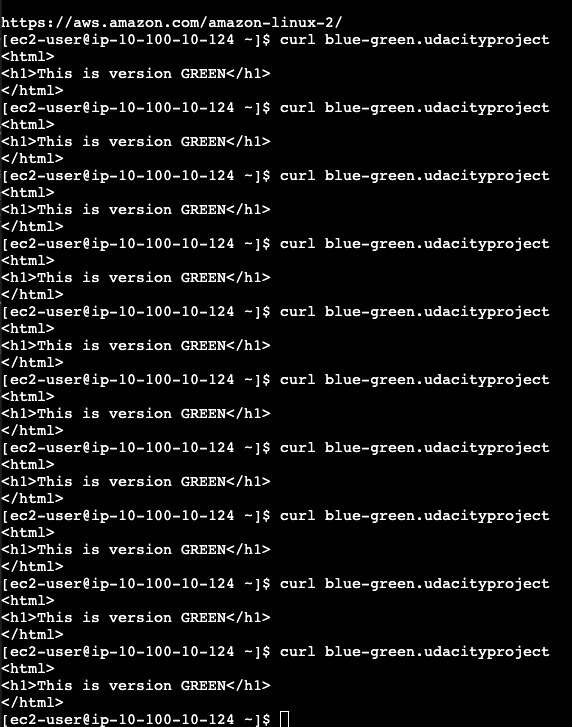 https://aws.amazon.com/amazon-linux-2/
[ec2-user@ip-10-100-10-124 ~]$ curl blue-green.udacityproject
<html>
<h1>This is version GREEN</h1>
</html>
[ec2-user@ip-10-100-10-124 ~]$ curl blue-green.udacityproject
<html>
<h1>This is version GREEN</h1>
</html>
[ec2-user@ip-10-100-10-124 ~]$ curl blue-green.udacityproject
<html>
<h1>This is version GREEN</h1>
</html>
[ec2-user@ip-10-100-10-124 ~]$ curl blue-green.udacityproject
<html>
<h1>This is version GREEN</h1>
</html>
[ec2-user@ip-10-100-10-124 ~]$ curl blue-green.udacityproject
<html>
<h1>This is version GREEN</h1>
</html>
[ec2-user@ip-10-100-10-124 ~]$ curl blue-green.udacityproject
<html>
<h1>This is version GREEN</h1>
</html>
[ec2-user@ip-10-100-10-124 ~]$ curl blue-green.udacityproject
<html>
<h1>This is version GREEN</h1>
</html>
[ec2-user@ip-10-100-10-124 ~]$ curl blue-green.udacityproject
<html>
<h1>This is version GREEN</h1>
</html>
[ec2-user@ip-10-100-10-124 ~]$ curl blue-green.udacityproject
<html>
<h1>This is version GREEN</h1>
</html>
[ec2-user@ip-10-100-10-124 ~]$ curl blue-green.udacityproject
<html>
<h1>This is version GREEN</h1>
</html>
[ec2-user@ip-10-100-10-124 ~]$